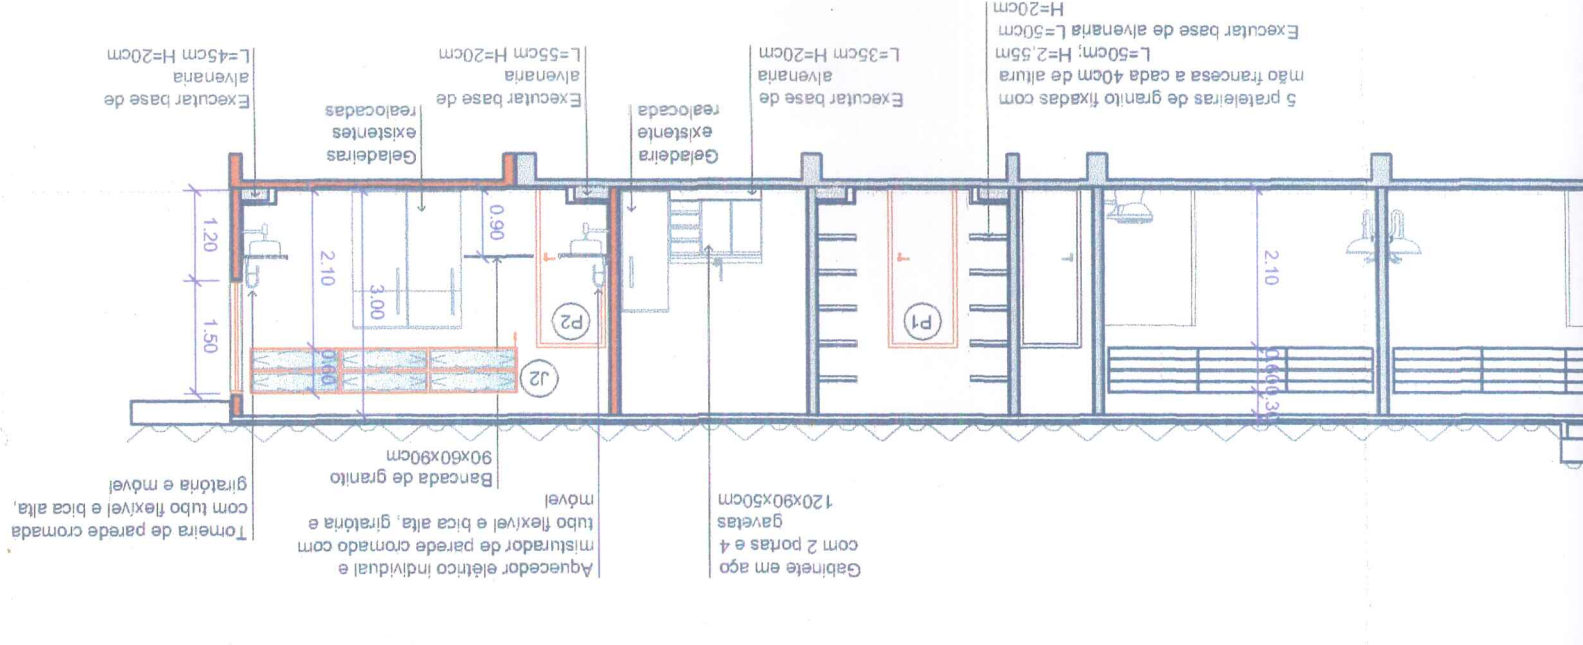 Gabinete em aço
com 2 portas e 4
gavetas
120x90x50cm
Aquecedor elétrico individual e
misturador de parede cromado com
tubo flexível e bica alta, giratória e
móvel
Bancada de granito
90x60x90cm
Torneira de parede cromada
com tubo flexível e bica alta,
giratória e móvel
0.60
0.30
2.10
P1
P2
J2
0.60
2.10
3.00
0.90
1.50
1.20
5 prateleiras de granito fixadas com
mão francesa a cada 40cm de altura
L=50cm; H=2,55m
Executar base de alvenaria L=50cm
H=20cm
Executar base de
alvenaria
L=35cm H=20cm
Geladeira
existente
realocada
Executar base de
alvenaria
L=55cm H=20cm
Geladeiras
existentes
realocadas
Executar base de
alvenaria
L=45cm H=20cm